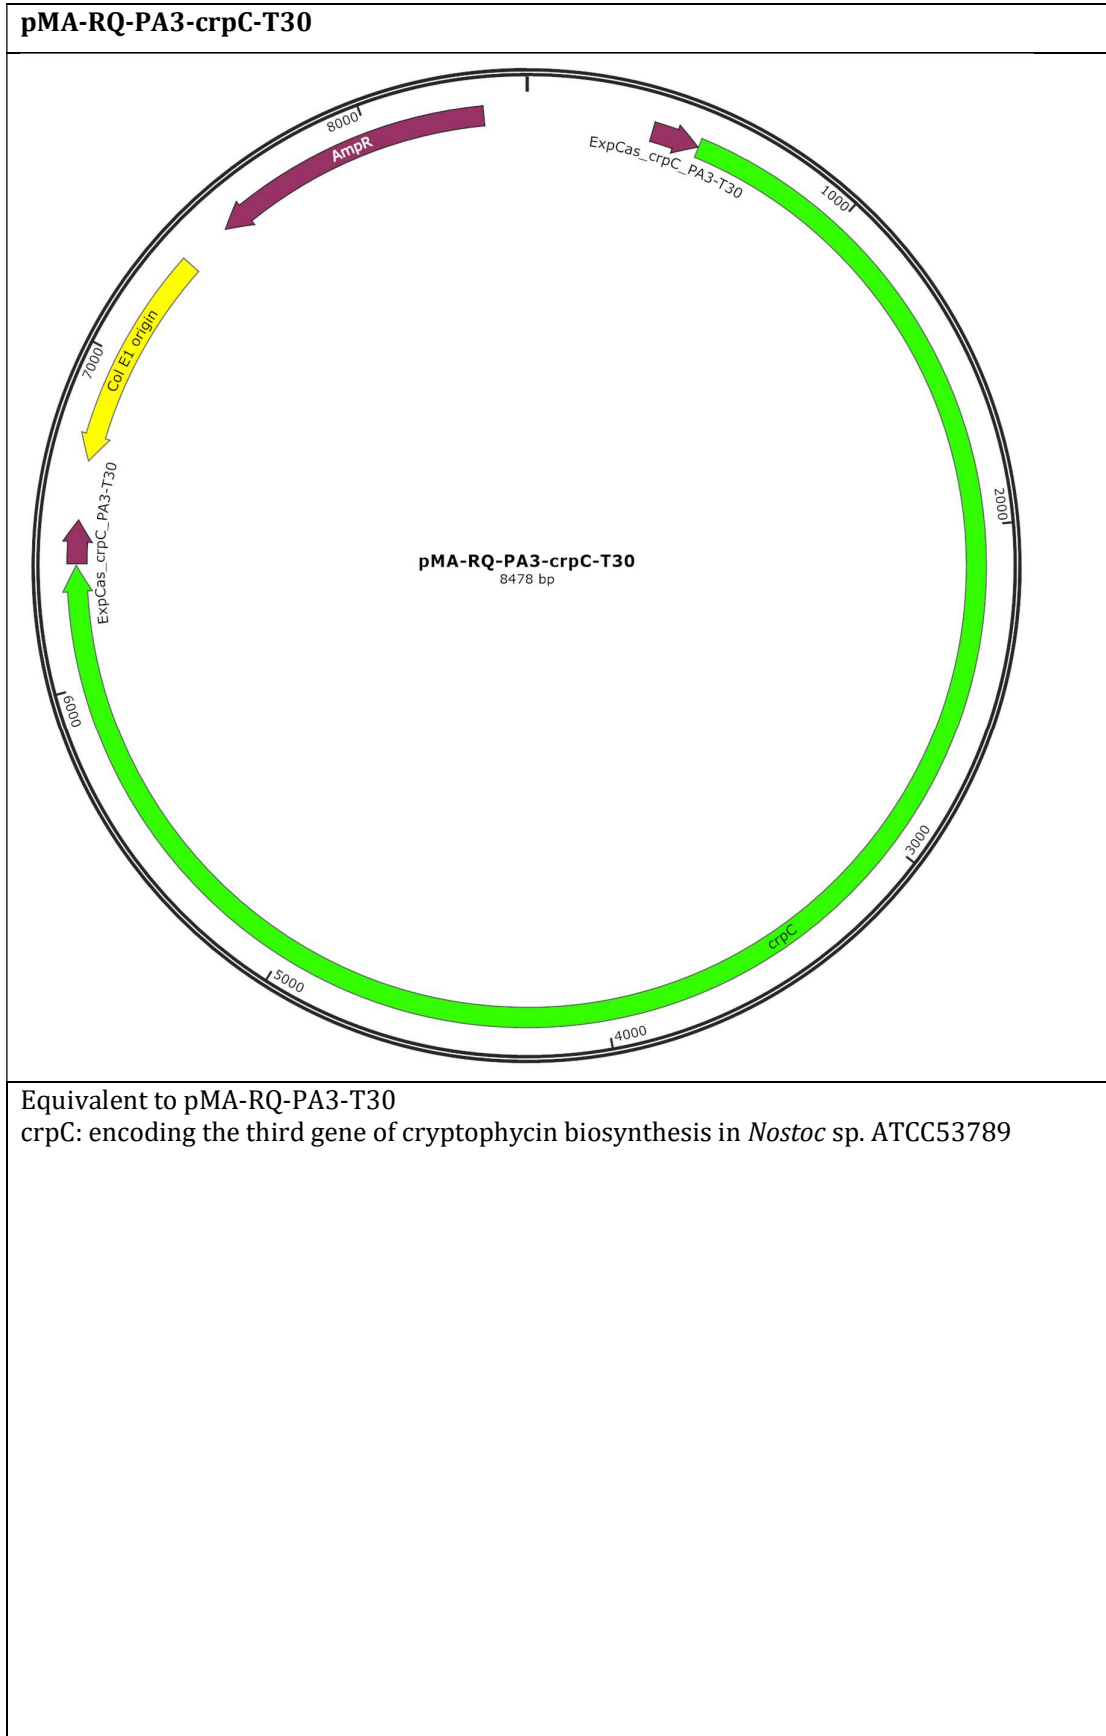 pMA-RQ-PA3-crpC-T30
8000
AmpR
ExpCas_crpC_PA3-T30
1000
Col E1 origin
7000
2000
ExpCas_crpC_PA3-T30
pMA-RQ-PA3-crpC-T30
8478 bp
6000
3000
crpC
5000
4000
Equivalent to pMA-RQ-PA3-T30
crpC: encoding the third gene of cryptophycin biosynthesis in Nostoc sp. ATCC53789